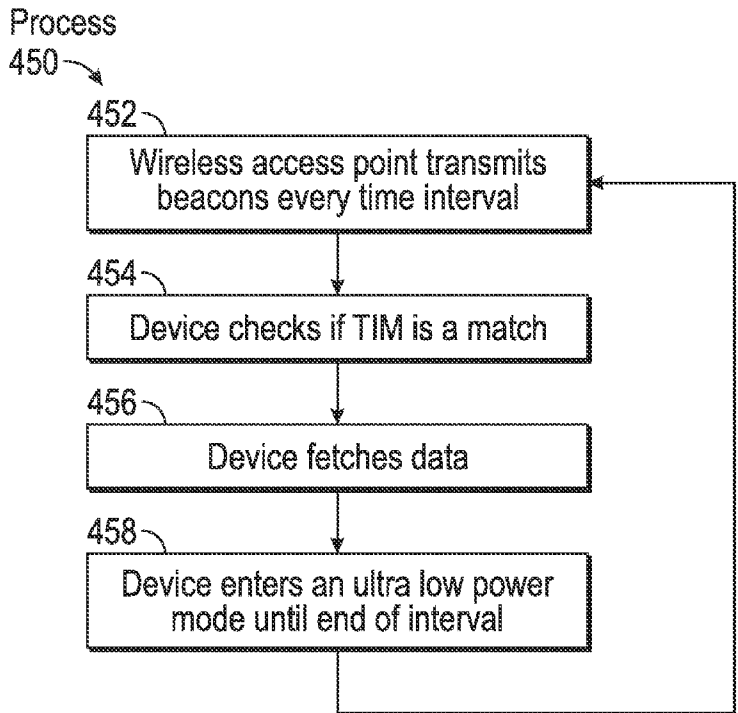 Process
450
452
Wireless access point transmits
beacons every time interval
454
Device checks if TIM is a match
456
Device fetches data
458
Device enters an ultra low power
mode until end of interval